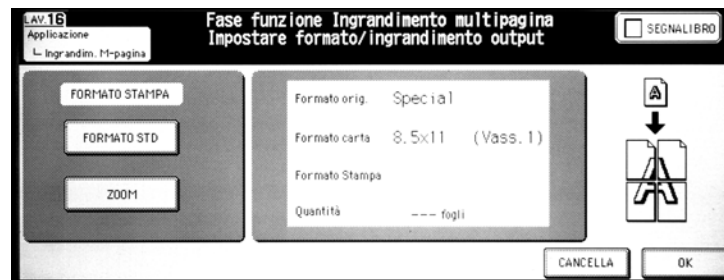 LAV.16
Applicazione
Ingrandim. M-pagina
Fase funzione Ingrandimento multipagina
Impostare formato/ingrandimento output
SEGNALIBRO
FORMATO STAMPA
FORMATO STD
ZOOM
Formato orig. Special
Formato carta 8.5x11 (Vass.1)
Formato Stampa
Quantità --- fogli
A
A
CANCELLA
OK